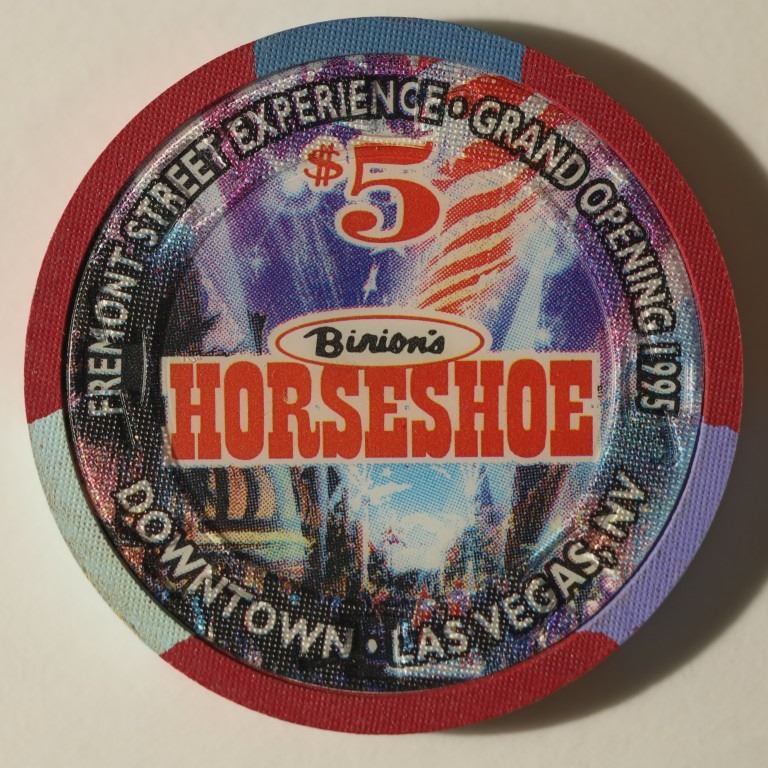 FREMONT STREET EXPERIENCE • GRAND OPENING 1995
$5
Binion's
HORSESHOE
DOWNTOWN • LAS VEGAS, NV